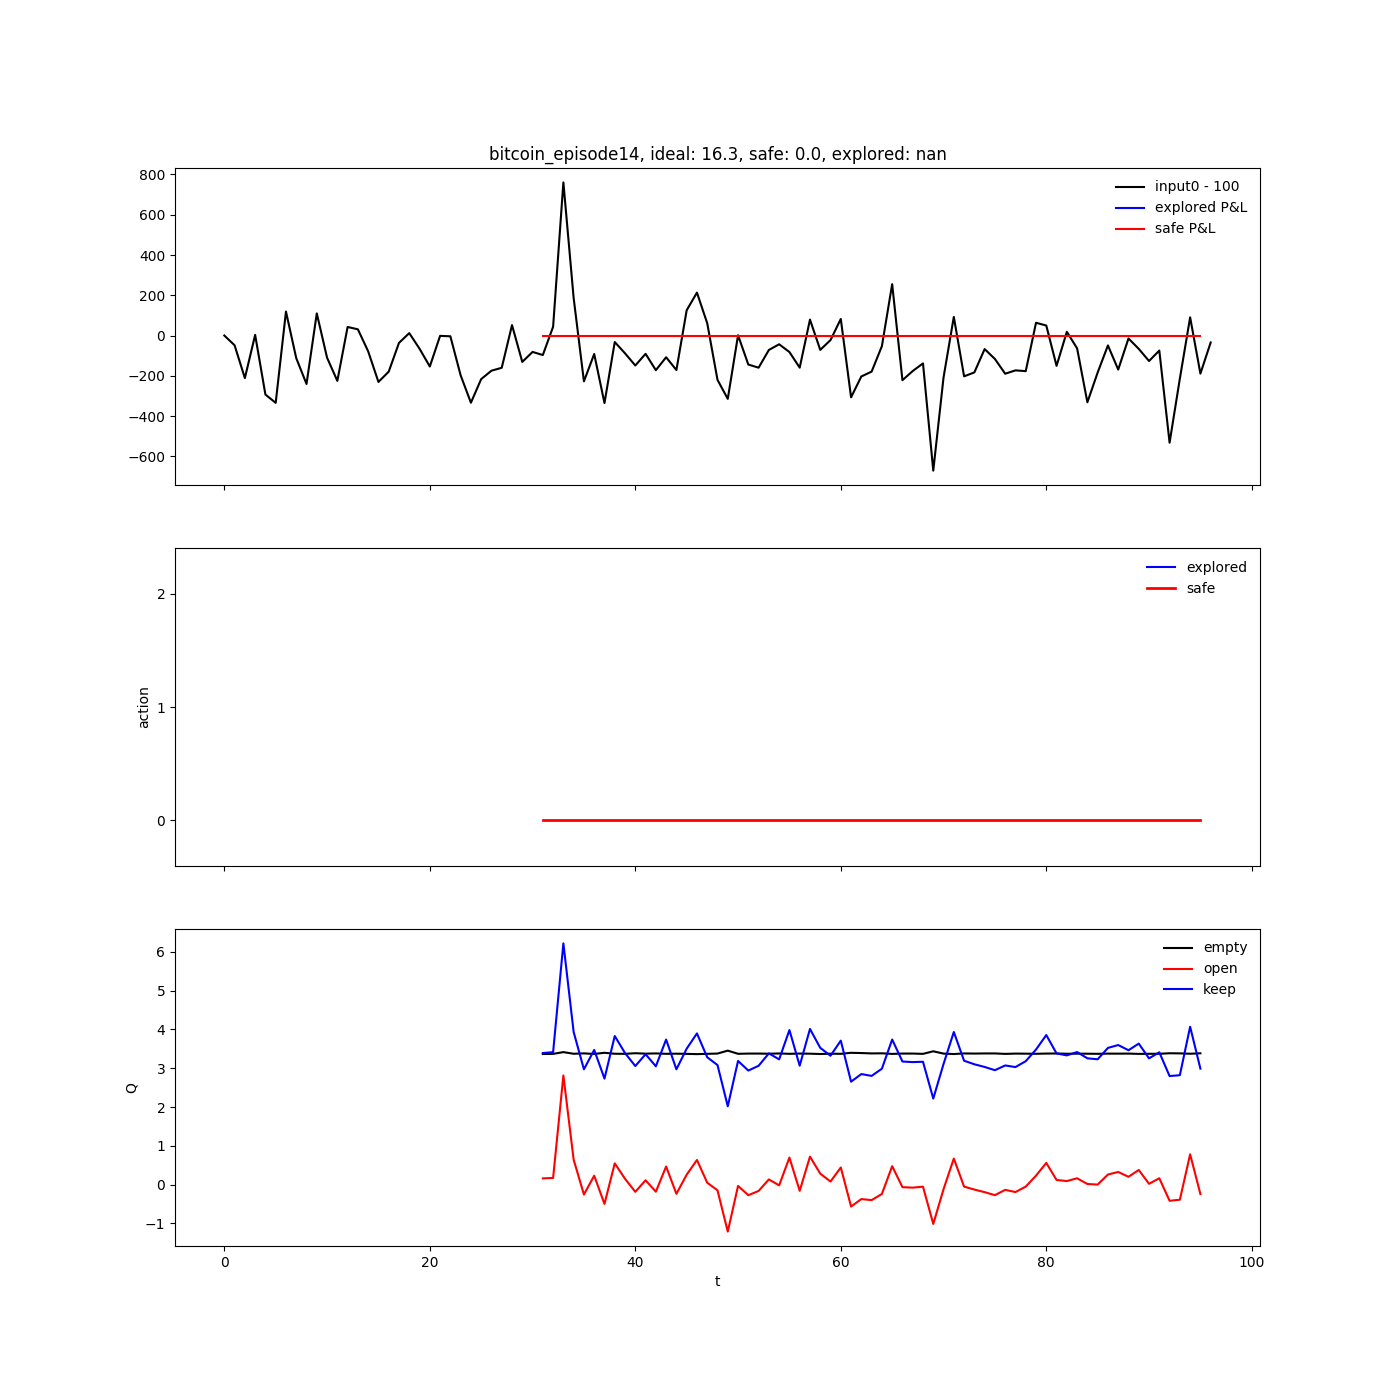 bitcoin_episode14, ideal: 16.3, safe: 0.0, explored: nan
800
600
400
200
0
−200
−400
−600
input0 - 100
explored P&L
safe P&L
action
2
1
0
explored
safe
Q
6
5
4
3
2
1
0
−1
empty
open
keep
0 20 40 60 80 100
t